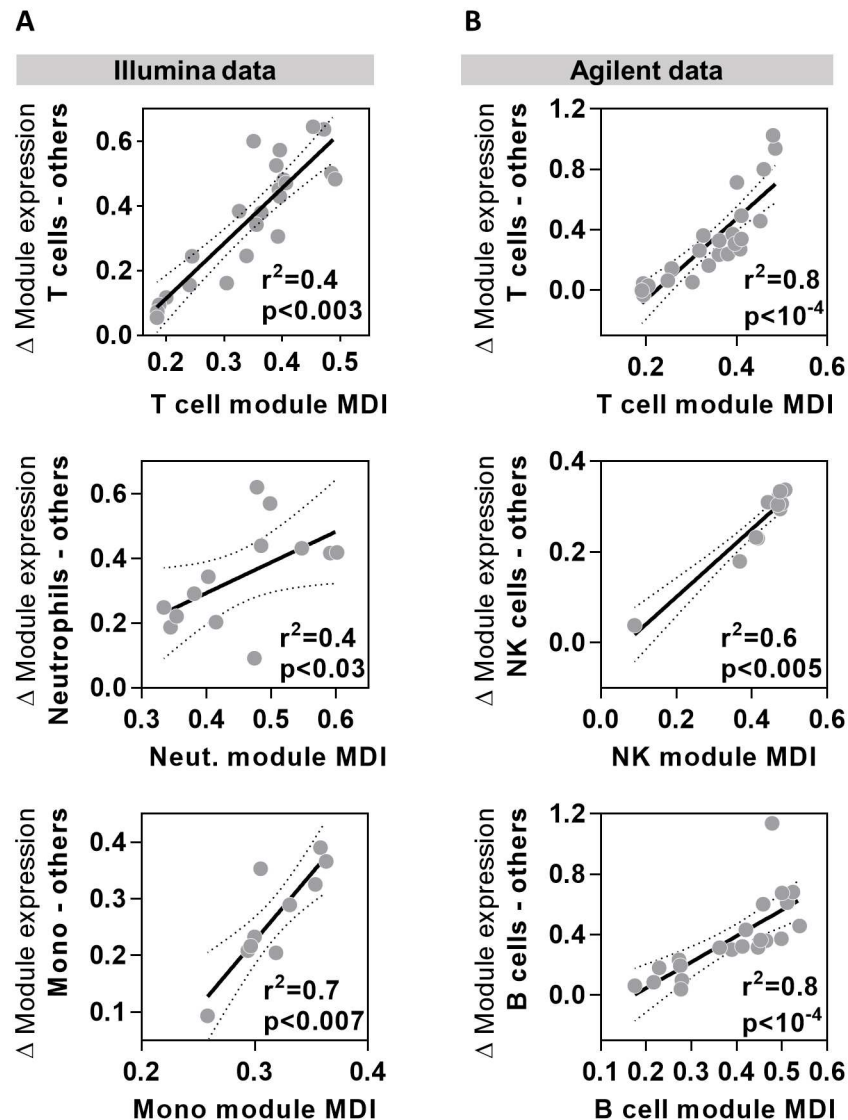 A
Illumina data
Δ Module expression
T cells - others
0.6
0.4
0.2
0.0
r²=0.4
p<0.003
0.2 0.3 0.4 0.5
T cell module MDI
Δ Module expression
Neutrophils - others
0.6
0.4
0.2
0.0
r²=0.4
p<0.03
0.3 0.4 0.5 0.6
Neut. module MDI
Δ Module expression
Mono - others
0.4
0.3
0.2
0.1
r²=0.7
p<0.007
0.2 0.3 0.4
Mono module MDI
B
Agilent data
Δ Module expression
T cells - others
1.2
0.8
0.4
0.0
r²=0.8
p<10⁻⁴
0.2 0.4 0.6
T cell module MDI
Δ Module expression
NK cells - others
0.4
0.2
0.0
r²=0.6
p<0.005
0.0 0.2 0.4 0.6
NK module MDI
Δ Module expression
B cells - others
1.2
0.8
0.4
0.0
r²=0.8
p<10⁻⁴
0.1 0.2 0.3 0.4 0.5 0.6
B cell module MDI